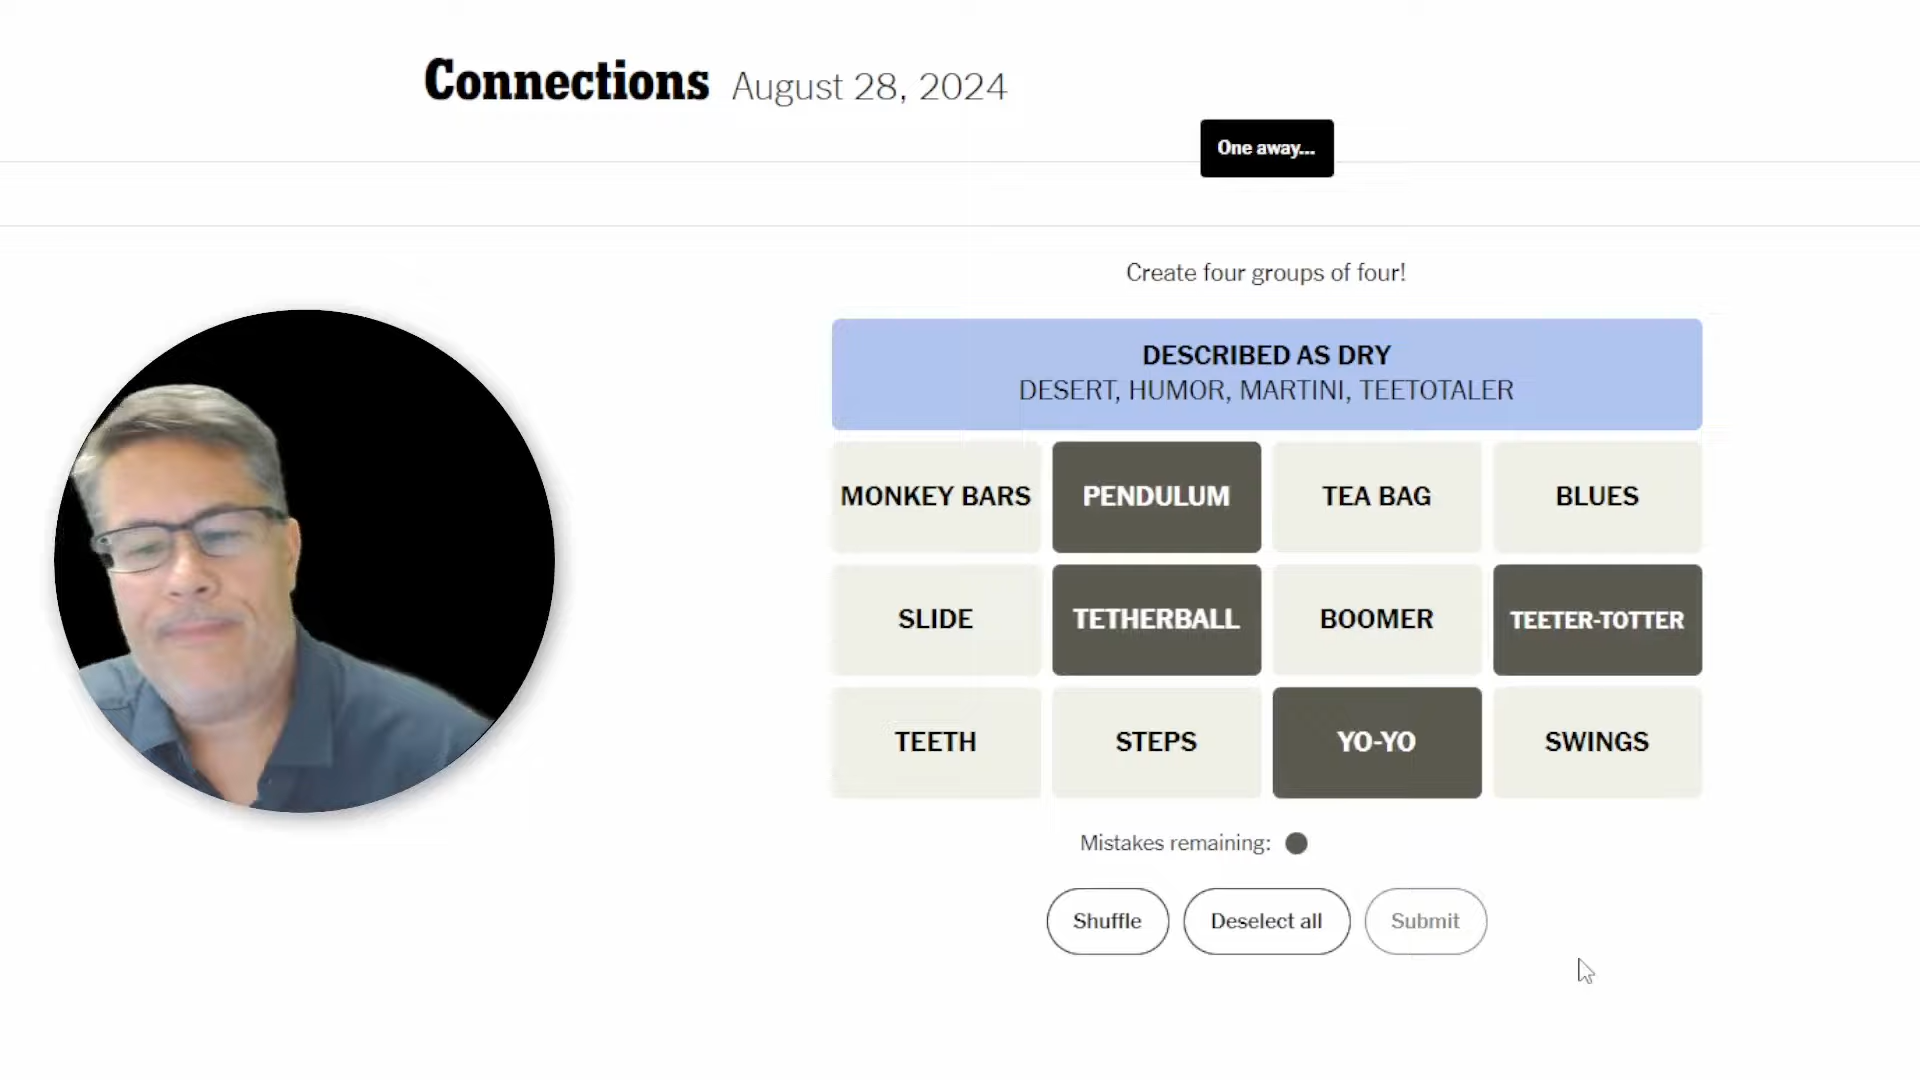 Connections August 28, 2024
One away...
Create four groups of four!
DESCRIBED AS DRY
DESERT, HUMOR, MARTINI, TEETOTALER
MONKEY BARS PENDULUM TEA BAG BLUES
SLIDE TETHERBALL BOOMER TEETER-TOTTER
TEETH STEPS YO-YO SWINGS
Mistakes remaining:
Shuffle Deselect all Submit